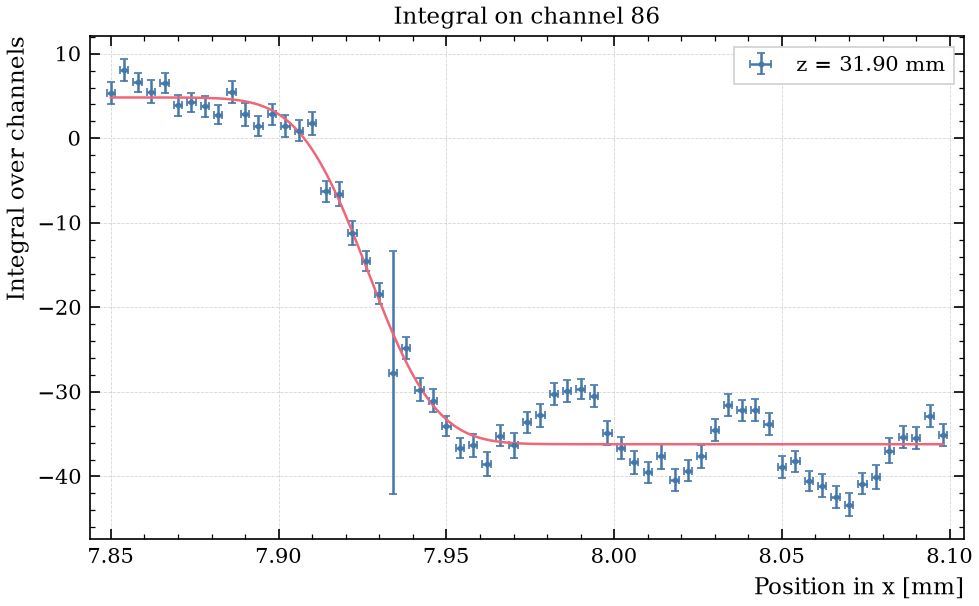 Integral on channel 86
Integral over channels
10
0
−10
−20
−30
−40
z = 31.90 mm
7.85 7.90 7.95 8.00 8.05 8.10
Position in x [mm]